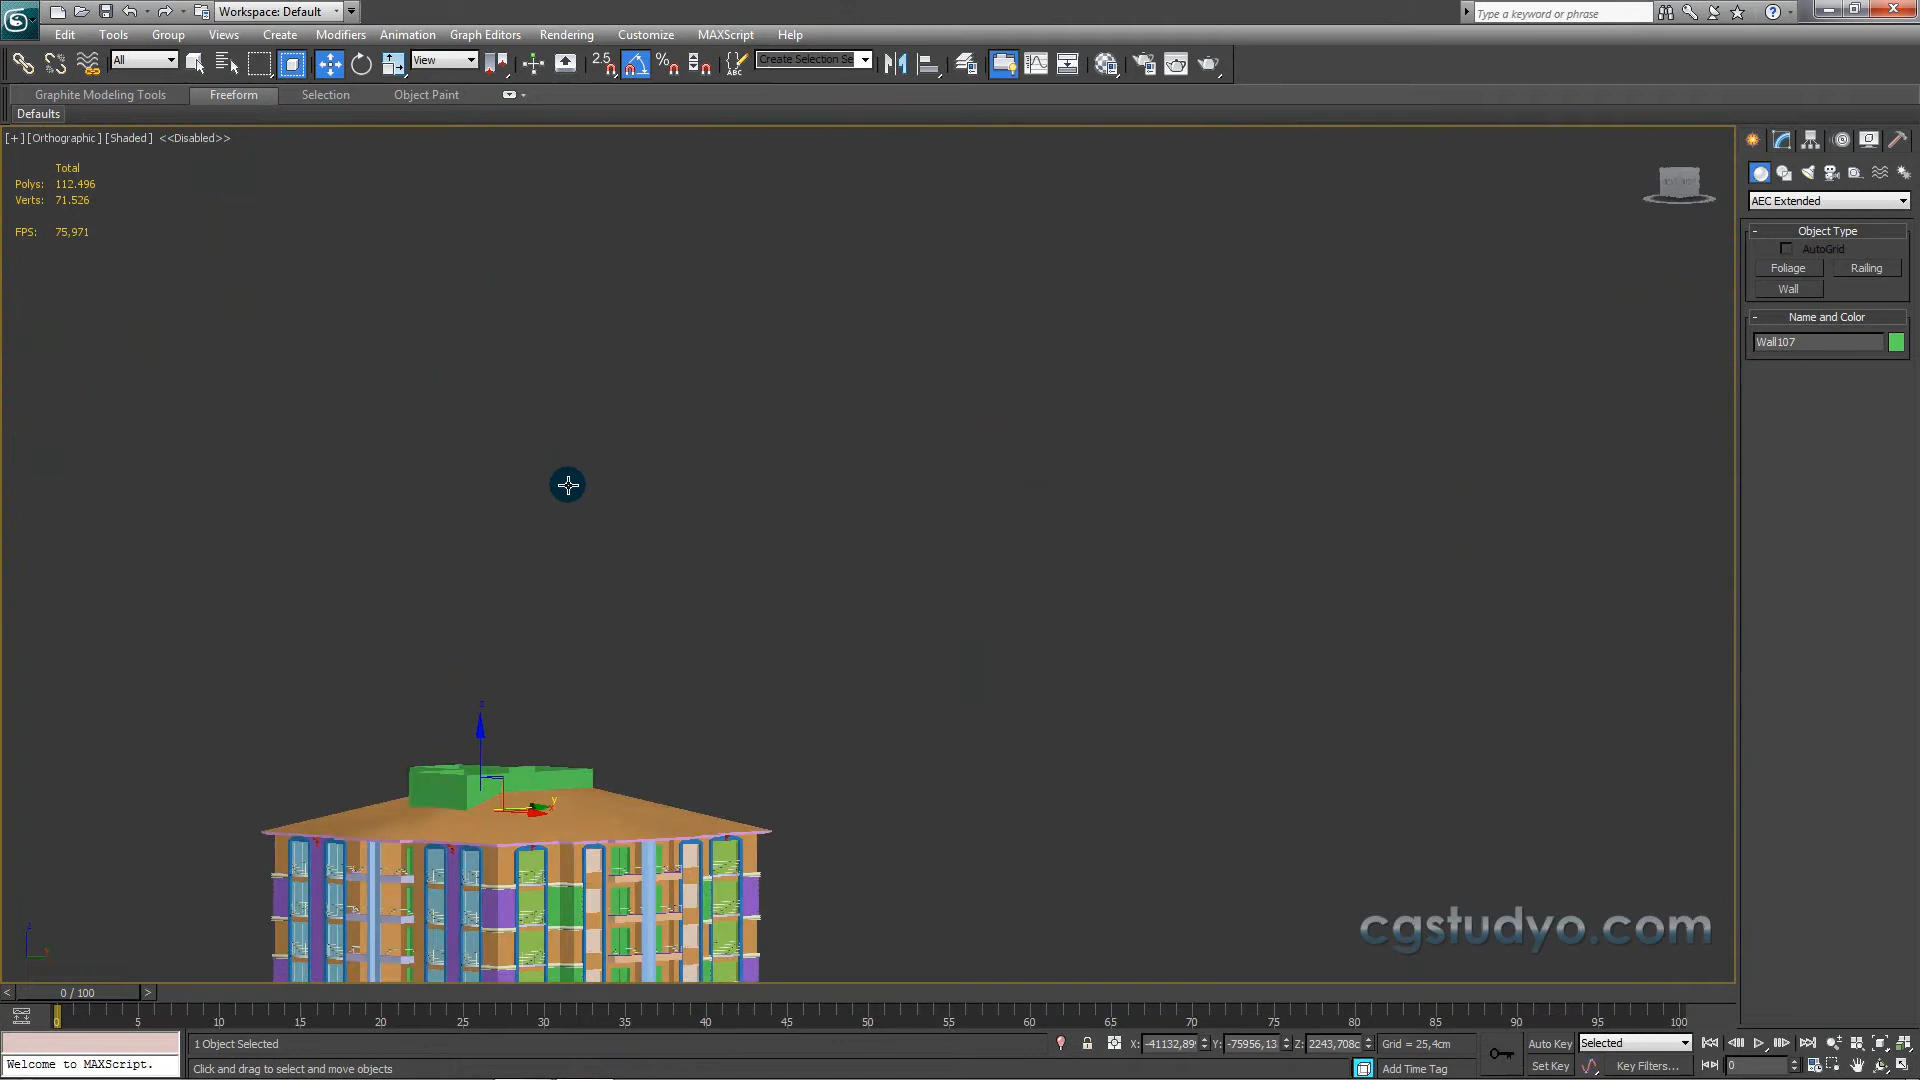 Workspace: Default
Type a keyword or phrase
Edit Tools Group Views Create Modifiers Animation Graph Editors Rendering Customize MAXScript Help
All
View
2.5
Create Selection Se
Graphite Modeling Tools Freeform Selection Object Paint
Defaults
[+] [Orthographic] [Shaded] <<Disabled>>
Total
Polys: 112.496
Verts: 71.526
FPS: 75,971
AEC Extended
- Object Type
AutoGrid
Foliage Railing
Wall
- Name and Color
Wall107
cgstudyo.com
< 0 / 100 >
0 5 10 15 20 25 30 35 40 45 50 55 60 65 70 75 80 85 90 95 100
1 Object Selected
X: -41132,89 Y: -75956,13 Z: 2243,708c Grid = 25,4cm
Auto Key Selected
Welcome to MAXScript.
Click and drag to select and move objects
Add Time Tag
Set Key Key Filters... 0